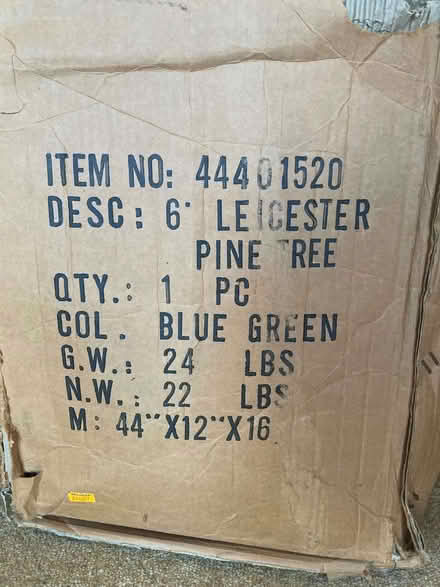 ITEM NO: 44401520
DESC: 6' LEICESTER
PINE TREE
QTY.: 1 PC
COL. BLUE GREEN
G.W.: 24 LBS
N.W.: 22 LBS
M: 44"X12"X16